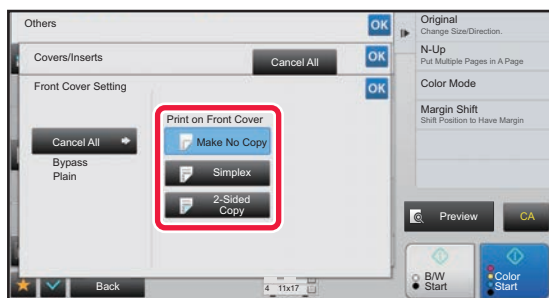 Others
OK
Covers/Inserts
Cancel All
OK
Front Cover Setting
OK
Print on Front Cover
Cancel All
Make No Copy
Bypass
Plain
Simplex
2-Sided
Copy
Back
4 11x17
Original
Change Size/Direction.
N-Up
Put Multiple Pages in A Page
Color Mode
Margin Shift
Shift Position to Have Margin
Preview
CA
B/W
Start
Color
Start